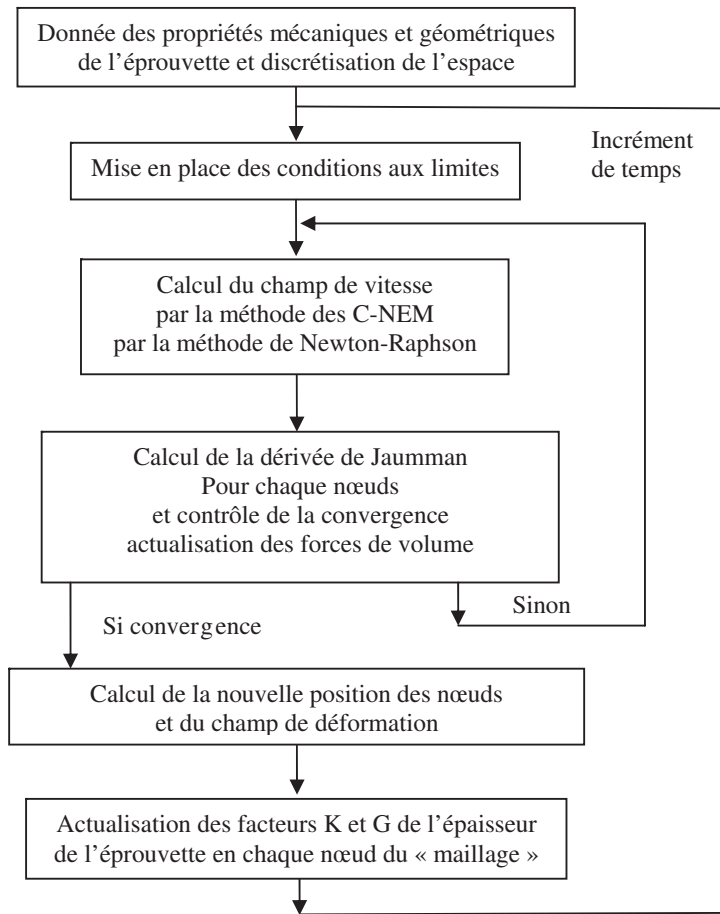 Donnée des propriétés mécaniques et géométriques
de l’éprouvette et discrétisation de l’espace
Incrément
de temps
Mise en place des conditions aux limites
Calcul du champ de vitesse
par la méthode des C-NEM
par la méthode de Newton-Raphson
Calcul de la dérivée de Jaumman
Pour chaque nœuds
et contrôle de la convergence
actualisation des forces de volume
Sinon
Si convergence
Calcul de la nouvelle position des nœuds
et du champ de déformation
Actualisation des facteurs K et G de l’épaisseur
de l’éprouvette en chaque nœud du « maillage »